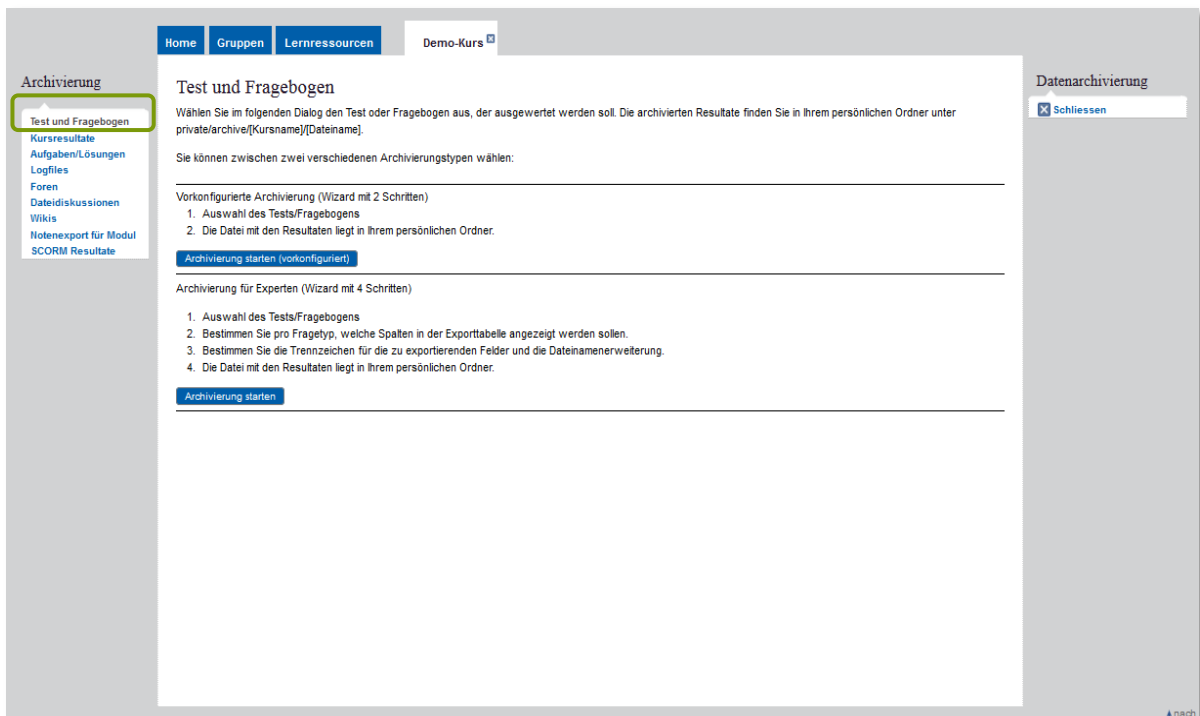 Home Gruppen Lernressourcen Demo-Kurs
Archivierung
Test und Fragebogen
Kursresultate
Aufgaben/Lösungen
Logfiles
Foren
Dateidiskussionen
Wikis
Notenexport für Modul
SCORM Resultate
Test und Fragebogen
Wählen Sie im folgenden Dialog den Test oder Fragebogen aus, der ausgewertet werden soll. Die archivierten Resultate finden Sie in Ihrem persönlichen Ordner unter
private/archive/[Kursname]/[Dateiname].
Sie können zwischen zwei verschiedenen Archivierungstypen wählen:
Vorkonfigurierte Archivierung (Wizard mit 2 Schritten)
1. Auswahl des Tests/Fragebogens
2. Die Datei mit den Resultaten liegt in Ihrem persönlichen Ordner.
Archivierung starten (vorkonfiguriert)
Archivierung für Experten (Wizard mit 4 Schritten)
1. Auswahl des Tests/Fragebogens
2. Bestimmen Sie pro Fragetyp, welche Spalten in der Exporttabelle angezeigt werden sollen.
3. Bestimmen Sie die Trennzeichen für die zu exportierenden Felder und die Dateinamenerweiterung.
4. Die Datei mit den Resultaten liegt in Ihrem persönlichen Ordner.
Archivierung starten
Datenarchivierung
Schliessen
nach